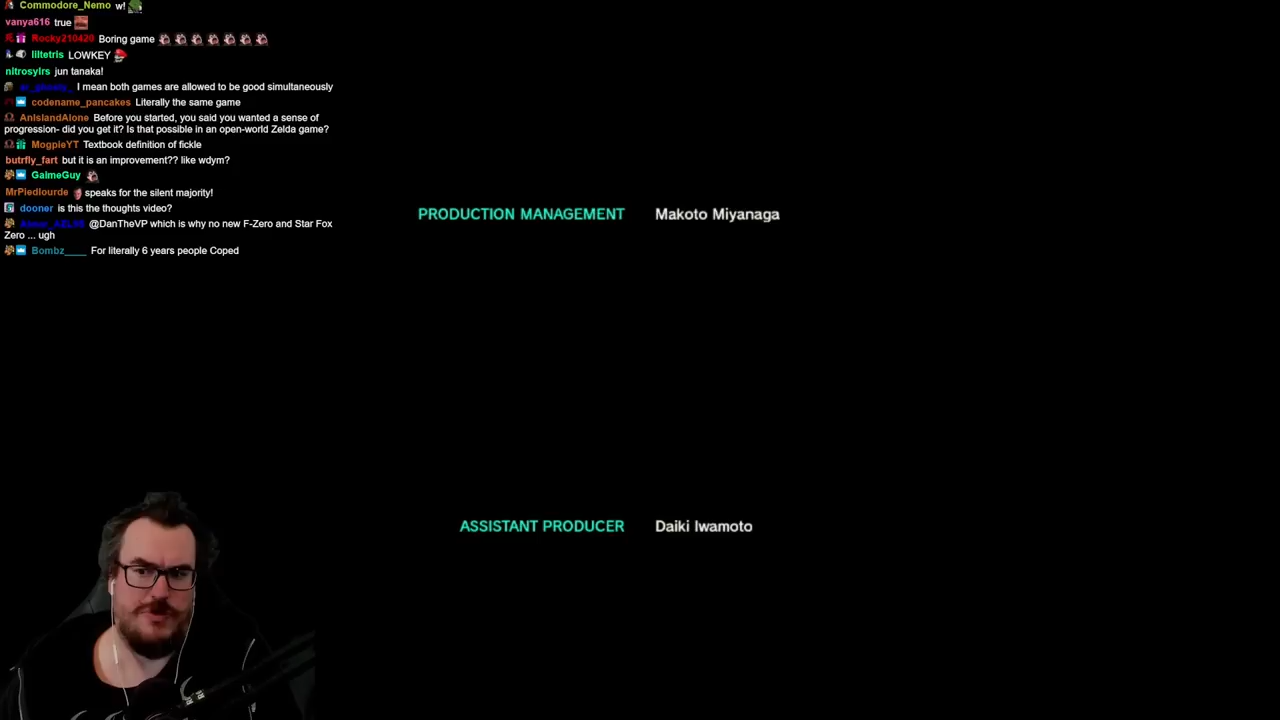 Commodore_Nemo w!
vanya616 true
Rocky210420 Boring game
liltetris LOWKEY
nitrosylrs jun tanaka!
I mean both games are allowed to be good simultaneously
codename_pancakes Literally the same game
AnIslandAlone Before you started, you said you wanted a sense of
progression- did you get it? Is that possible in an open-world Zelda game?
MogpieYT Textbook definition of fickle
butrfly_fart but it is an improvement?? like wdym?
GaimeGuy
MrPiedlourde speaks for the silent majority!
dooner is this the thoughts video?
@DanTheVP which is why no new F-Zero and Star Fox
Zero ... ugh
Bombz____ For literally 6 years people Coped
PRODUCTION MANAGEMENT Makoto Miyanaga
ASSISTANT PRODUCER Daiki Iwamoto